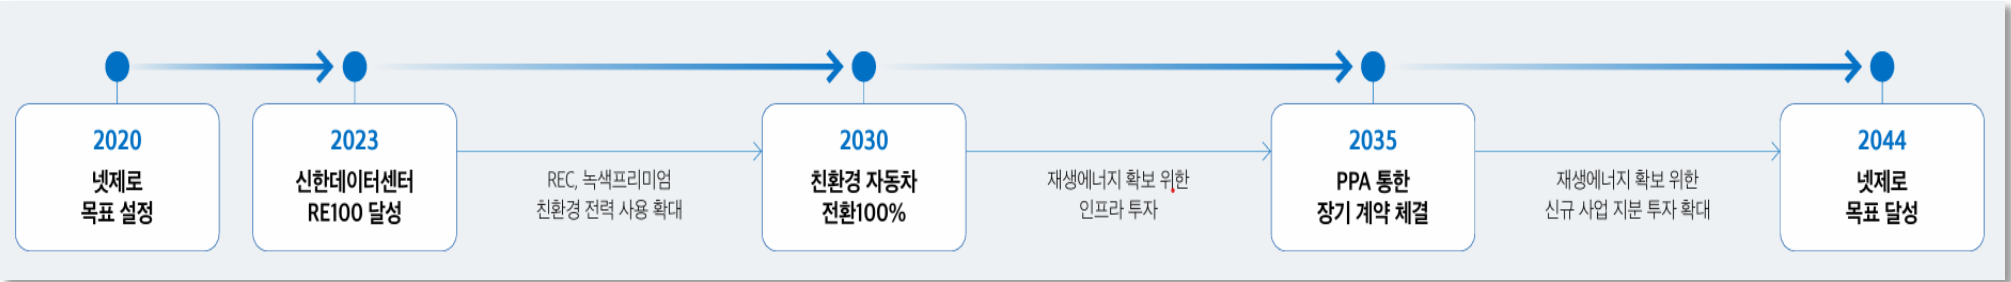 2020
넷제로
목표 설정
2023
신한데이터센터
RE100 달성
REC, 녹색프리미엄
친환경 전력 사용 확대
2030
친환경 자동차
전환100%
재생에너지 확보 위한
인프라 투자
2035
PPA 통한
장기 계약 체결
재생에너지 확보 위한
신규 사업 지분 투자 확대
2044
넷제로
목표 달성